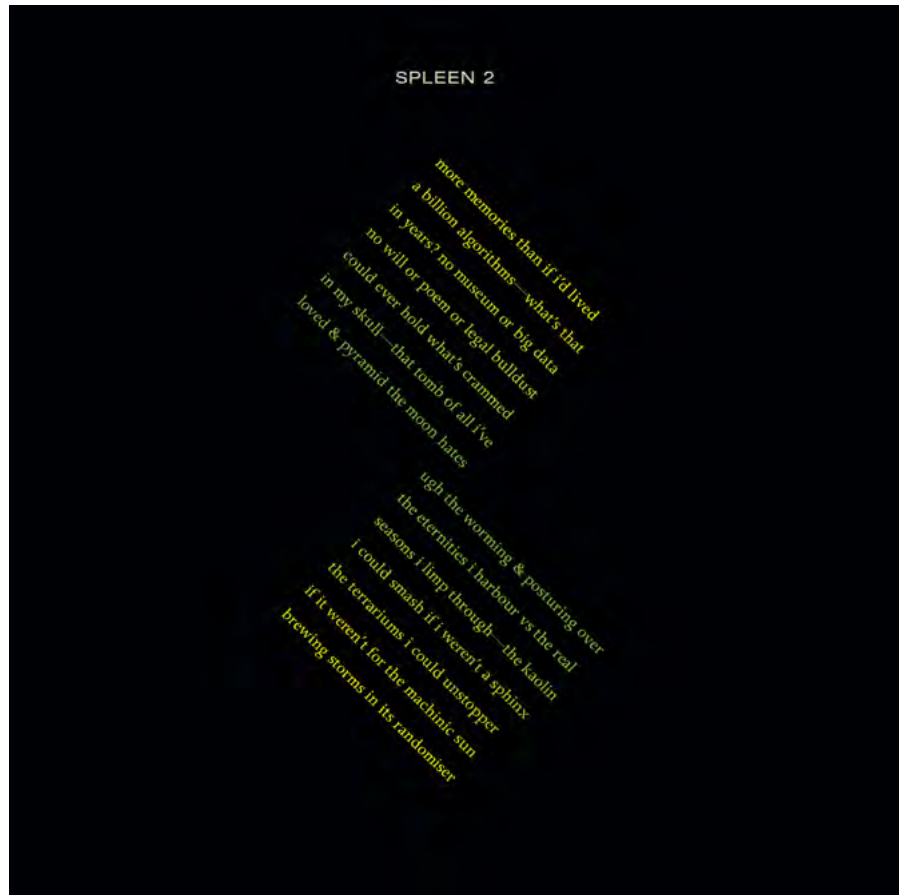 SPLEEN 2
more memories than if i'd lived
a billion algorithms—what's that
in years? no museum or big data
no will or poem or legal bulldust
could ever hold what's crammed
in my skull—that tomb of all i've
loved & pyramid the moon hates
ugh the worming & posturing over
the eternities i harbour vs the real
seasons i limp through—the kaolin
i could smash if i weren't a sphinx
the terrariums i could unstopper
if it weren't for the machinic sun
brewing storms in its randomiser